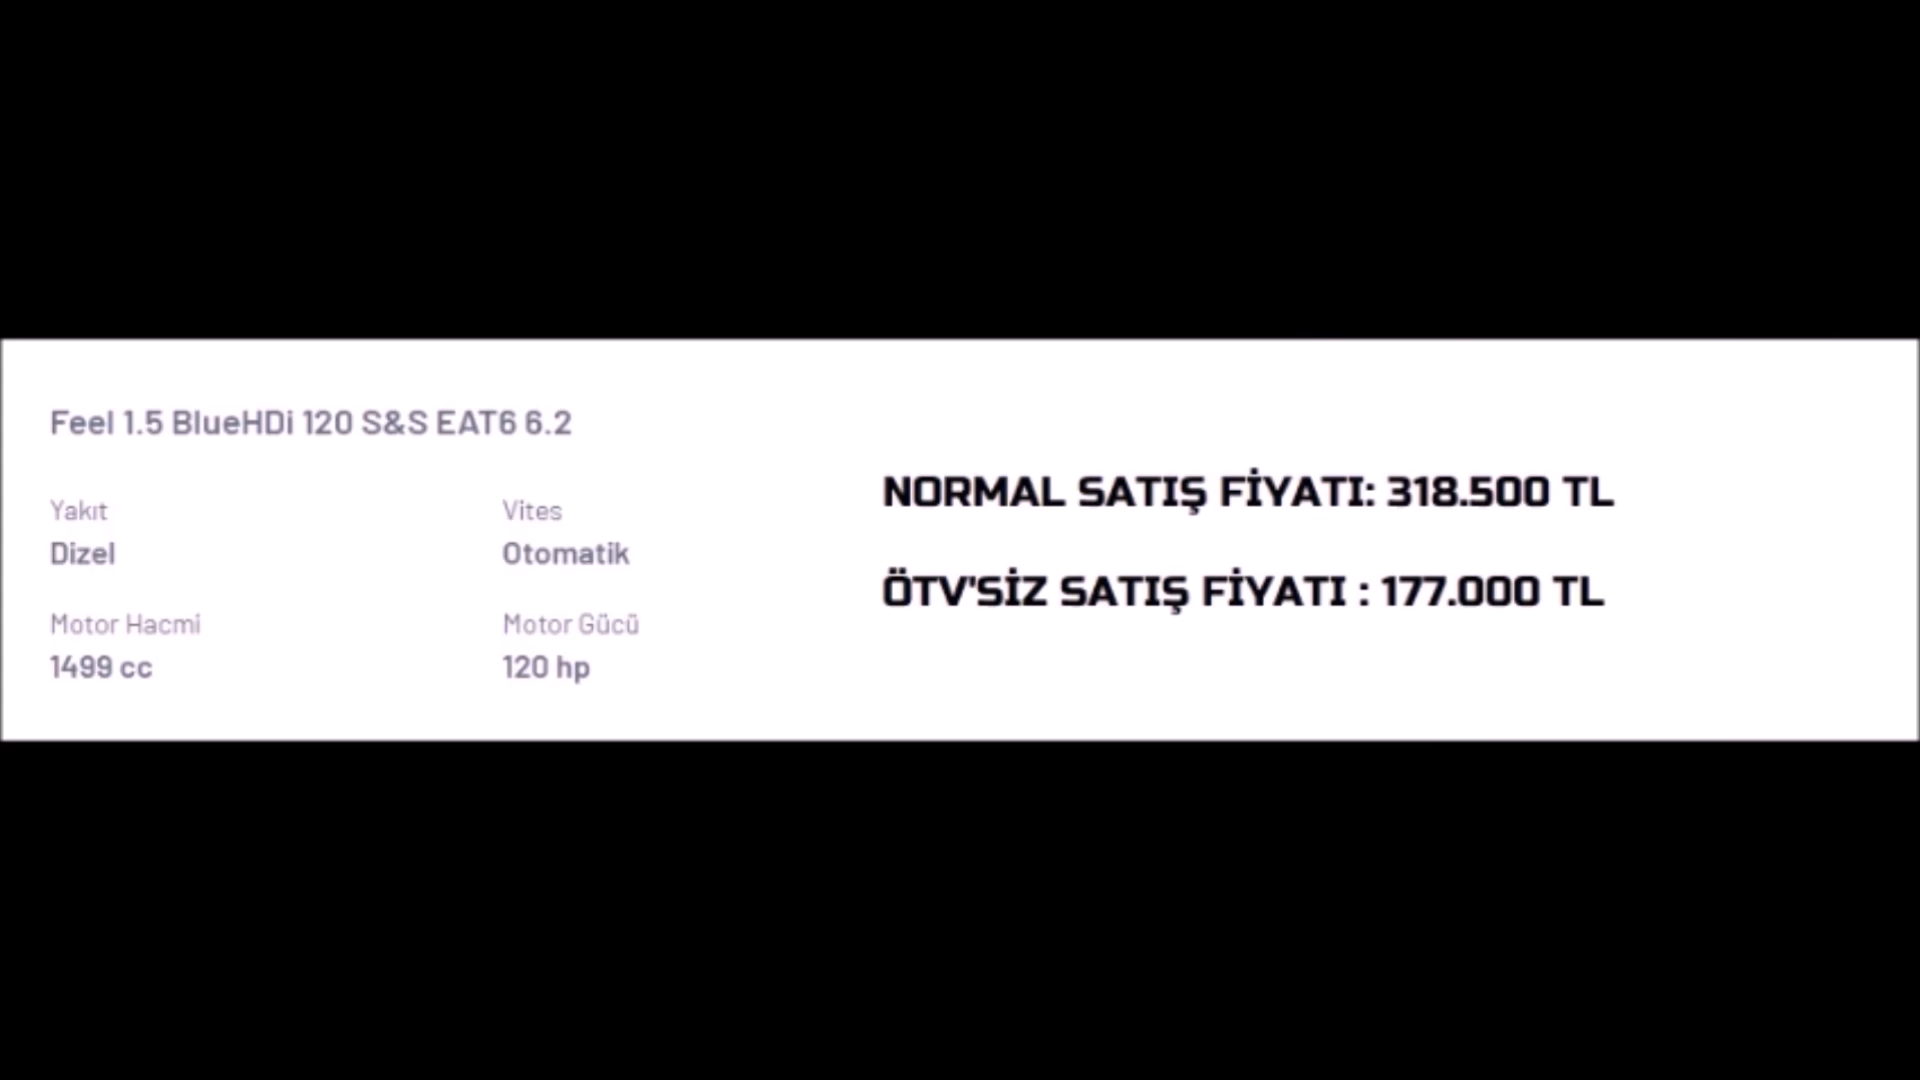 Feel 1.5 BlueHDi 120 S&S EAT6 6.2
Yakıt
Dizel
Vites
Otomatik
Motor Hacmi
1499 cc
Motor Gücü
120 hp
NORMAL SATIŞ FİYATI: 318.500 TL
ÖTV'SİZ SATIŞ FİYATI : 177.000 TL